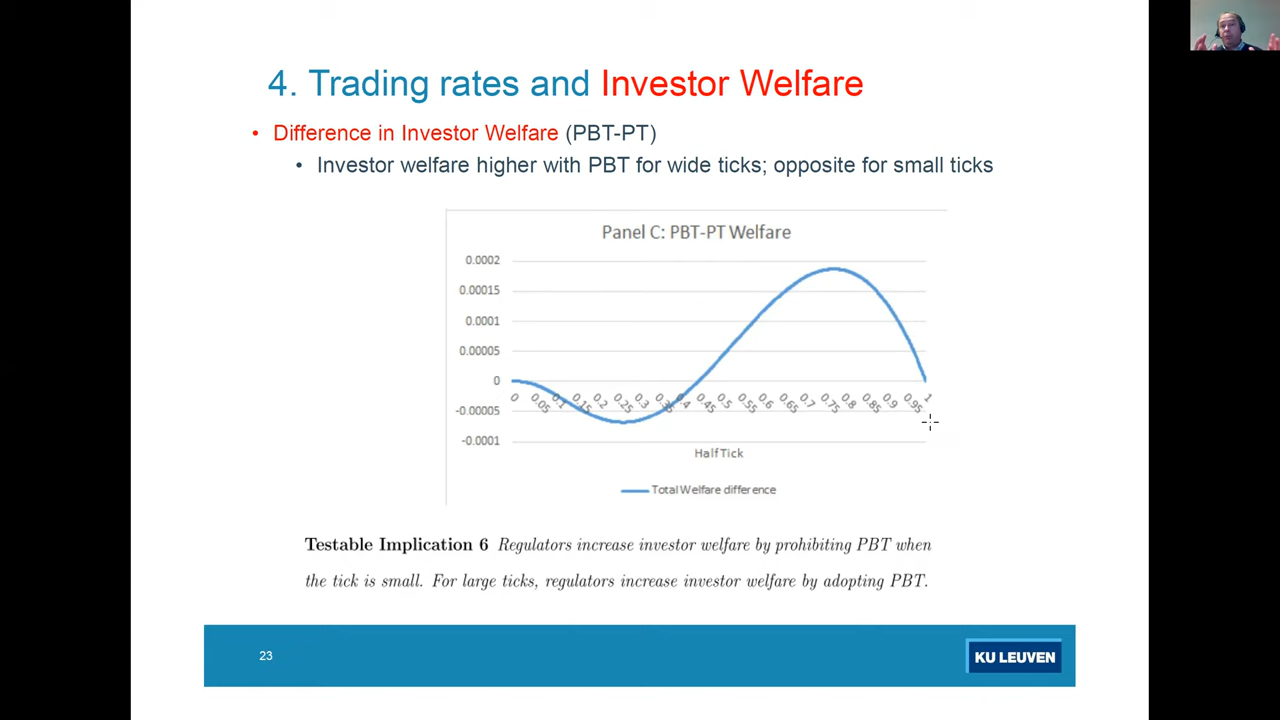 4. Trading rates and Investor Welfare
• Difference in Investor Welfare (PBT-PT)
• Investor welfare higher with PBT for wide ticks; opposite for small ticks
Panel C: PBT-PT Welfare
0.0002
0.00015
0.0001
0.00005
0
-0.00005
-0.0001
0 0.05 0.1 0.15 0.2 0.25 0.3 0.35 0.4 0.45 0.5 0.55 0.6 0.65 0.7 0.75 0.8 0.85 0.9 0.95 1
Half Tick
Total Welfare difference
Testable Implication 6 Regulators increase investor welfare by prohibiting PBT when
the tick is small. For large ticks, regulators increase investor welfare by adopting PBT.
23
KU LEUVEN